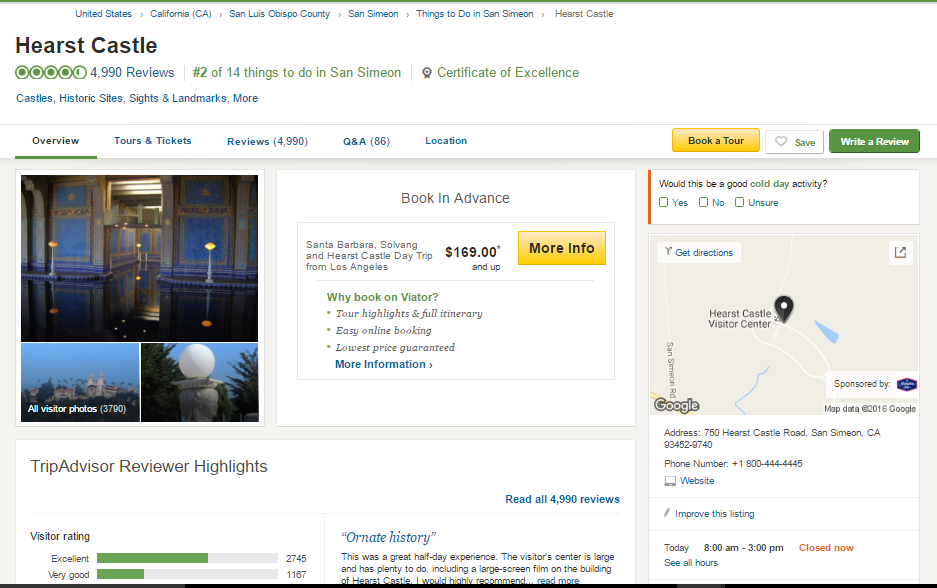 United States › California (CA) › San Luis Obispo County › San Simeon › Things to Do in San Simeon › Hearst Castle
Hearst Castle
4,990 Reviews #2 of 14 things to do in San Simeon Certificate of Excellence
Castles, Historic Sites, Sights & Landmarks, More
Overview Tours & Tickets Reviews (4,990) Q&A (86) Location Book a Tour Save Write a Review
All visitor photos (3790)
Book In Advance
Santa Barbara, Solvang
and Hearst Castle Day Trip
from Los Angeles
$169.00*
and up
More Info
Why book on Viator?
• Tour highlights & full itinerary
• Easy online booking
• Lowest price guaranteed
More Information ›
Would this be a good cold day activity?
Yes No Unsure
Get directions
Hearst Castle
Visitor Center
San Simeon Rd
Sponsored by:
Google
Map data ©2016 Google
Address: 750 Hearst Castle Road, San Simeon, CA
93452-9740
Phone Number: +1 800-444-4445
Website
Improve this listing
Today 8:00 am - 3:00 pm Closed now
See all hours
TripAdvisor Reviewer Highlights
Read all 4,990 reviews
Visitor rating
Excellent 2745
Very good 1167
“Ornate history”
This was a great half-day experience. The visitor's center is large
and has plenty to do, including a large-screen film on the building
of Hearst Castle. I would highly recommend... read more